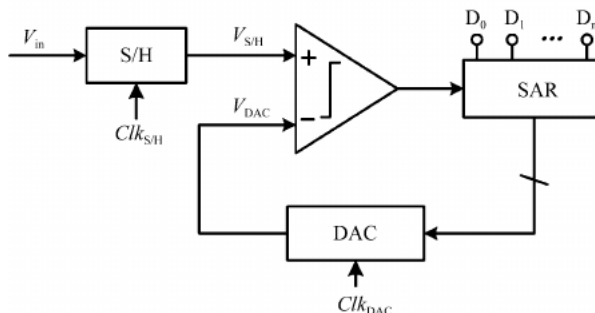 V_in
S/H
Clk_S/H
V_S/H
V_DAC
+
−
D_0 D_1 ••• D_n
SAR
DAC
Clk_DAC